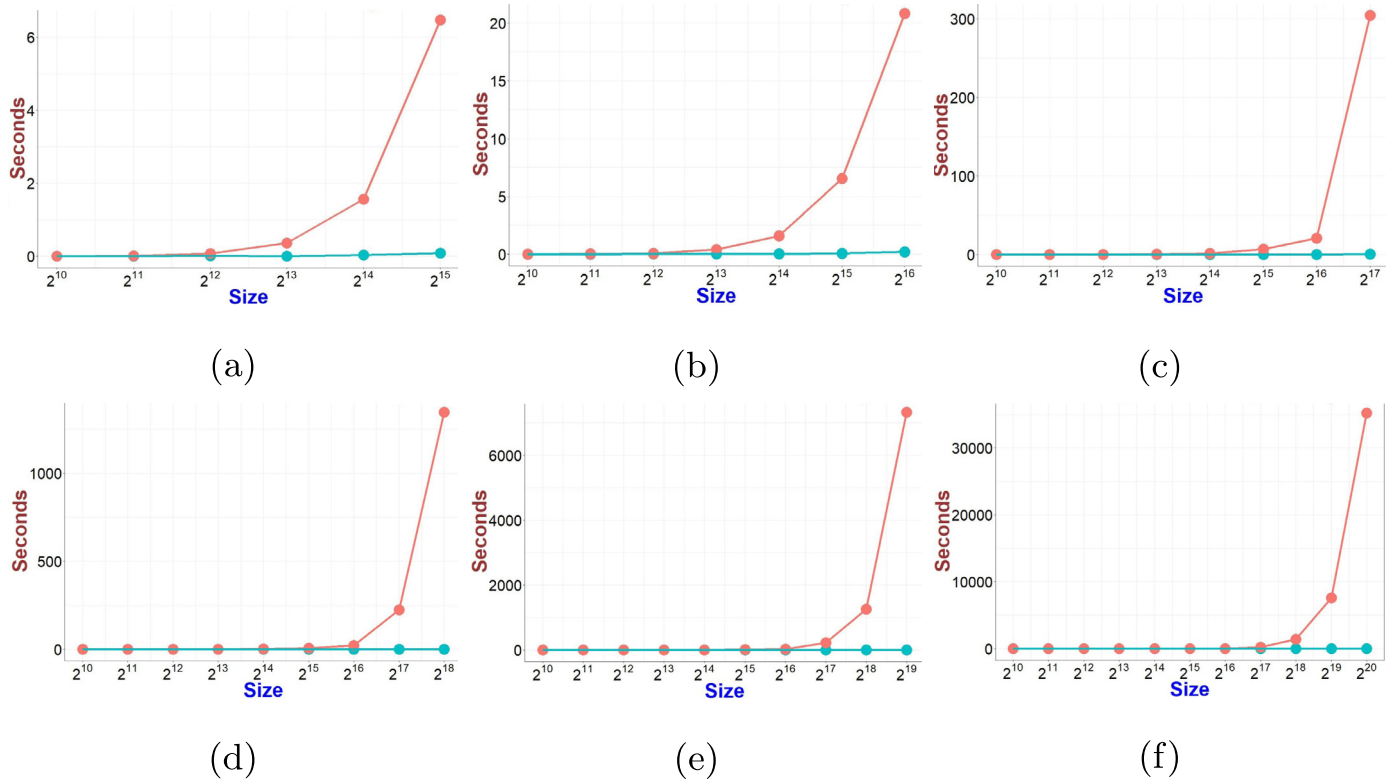 Seconds
6
4
2
0
2^10 2^11 2^12 2^13 2^14 2^15
Size
(a)
Seconds
20
15
10
5
0
2^10 2^11 2^12 2^13 2^14 2^15 2^16
Size
(b)
Seconds
300
200
100
0
2^10 2^11 2^12 2^13 2^14 2^15 2^16 2^17
Size
(c)
Seconds
1000
500
0
2^10 2^11 2^12 2^13 2^14 2^15 2^16 2^17 2^18
Size
(d)
Seconds
6000
4000
2000
0
2^10 2^11 2^12 2^13 2^14 2^15 2^16 2^17 2^18 2^19
Size
(e)
Seconds
30000
20000
10000
0
2^10 2^11 2^12 2^13 2^14 2^15 2^16 2^17 2^18 2^19 2^20
Size
(f)